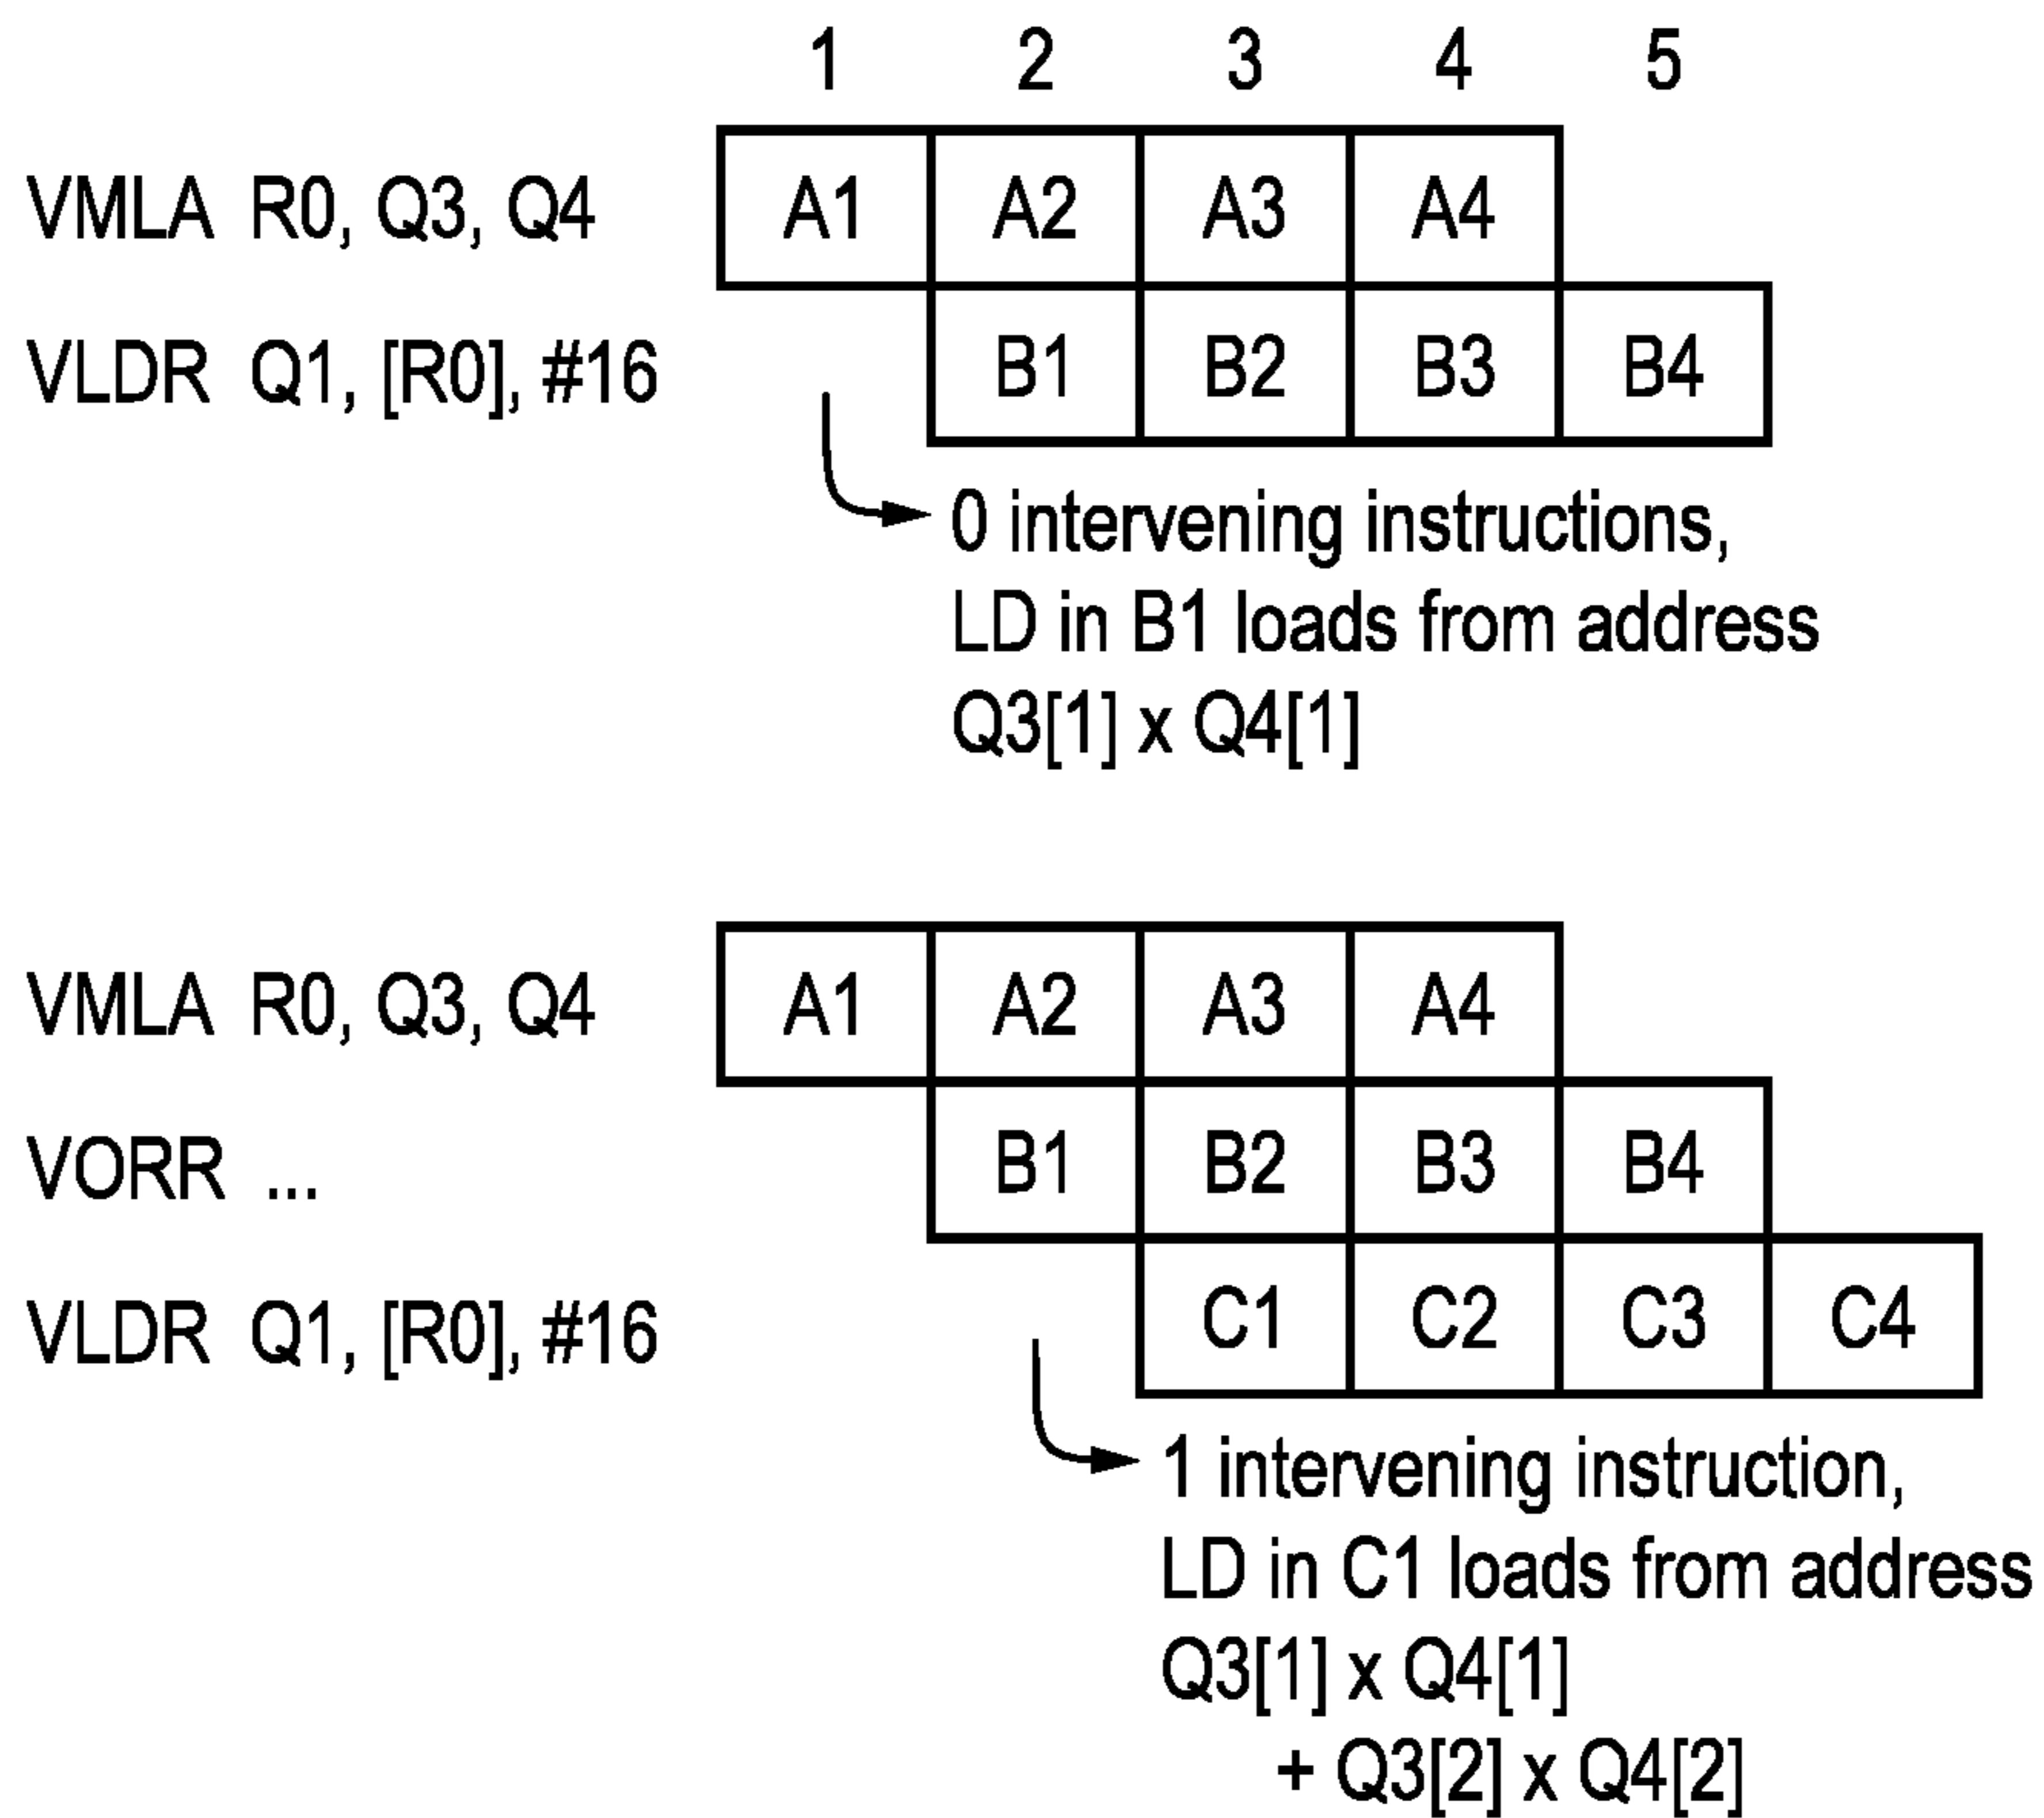 1 2 3 4 5
VMLA R0, Q3, Q4 A1 A2 A3 A4
VLDR Q1, [R0], #16 B1 B2 B3 B4
0 intervening instructions,
LD in B1 loads from address
Q3[1] x Q4[1]
VMLA R0, Q3, Q4 A1 A2 A3 A4
VORR ... B1 B2 B3 B4
VLDR Q1, [R0], #16 C1 C2 C3 C4
1 intervening instruction,
LD in C1 loads from address
Q3[1] x Q4[1]
+ Q3[2] x Q4[2]